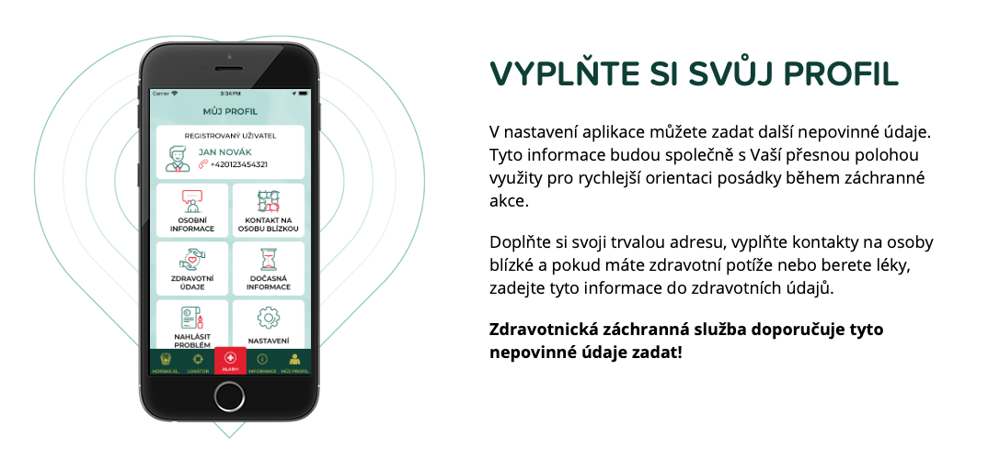 Carrier
3:34 PM
MŮJ PROFIL
REGISTROVANÝ UŽIVATEL
JAN NOVÁK
+420123454321
OSOBNÍ
INFORMACE
KONTAKT NA
OSOBU BLÍZKOU
ZDRAVOTNÍ
ÚDAJE
DOČASNÁ
INFORMACE
NAHLÁSIT
PROBLÉM
NASTAVENÍ
HORSKÁ SL.
LOKÁTOR
ALARM
INFORMACE
MŮJ PROFIL
VYPLŇTE SI SVŮJ PROFIL
V nastavení aplikace můžete zadat další nepovinné údaje.
Tyto informace budou společně s Vaší přesnou polohou
využity pro rychlejší orientaci posádky během záchranné
akce.
Doplňte si svoji trvalou adresu, vyplňte kontakty na osoby
blízké a pokud máte zdravotní potíže nebo berete léky,
zadejte tyto informace do zdravotních údajů.
Zdravotnická záchranná služba doporučuje tyto
nepovinné údaje zadat!